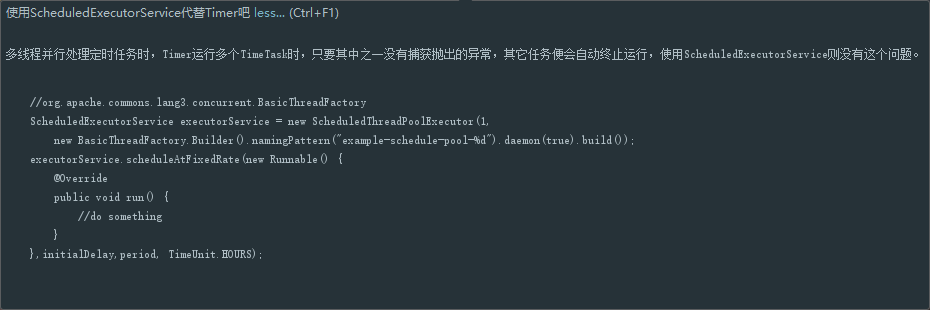 使用ScheduledExecutorService代替Timer吧 less... (Ctrl+F1)
多线程并行处理定时任务时，Timer运行多个TimeTask时，只要其中之一没有捕获抛出的异常，其它任务便会自动终止运行，使用ScheduledExecutorService则没有这个问题。
//org.apache.commons.lang3.concurrent.BasicThreadFactory
ScheduledExecutorService executorService = new ScheduledThreadPoolExecutor(1,
new BasicThreadFactory.Builder().namingPattern("example-schedule-pool-%d").daemon(true).build());
executorService.scheduleAtFixedRate(new Runnable() {
@Override
public void run() {
//do something
}
},initialDelay,period, TimeUnit.HOURS);